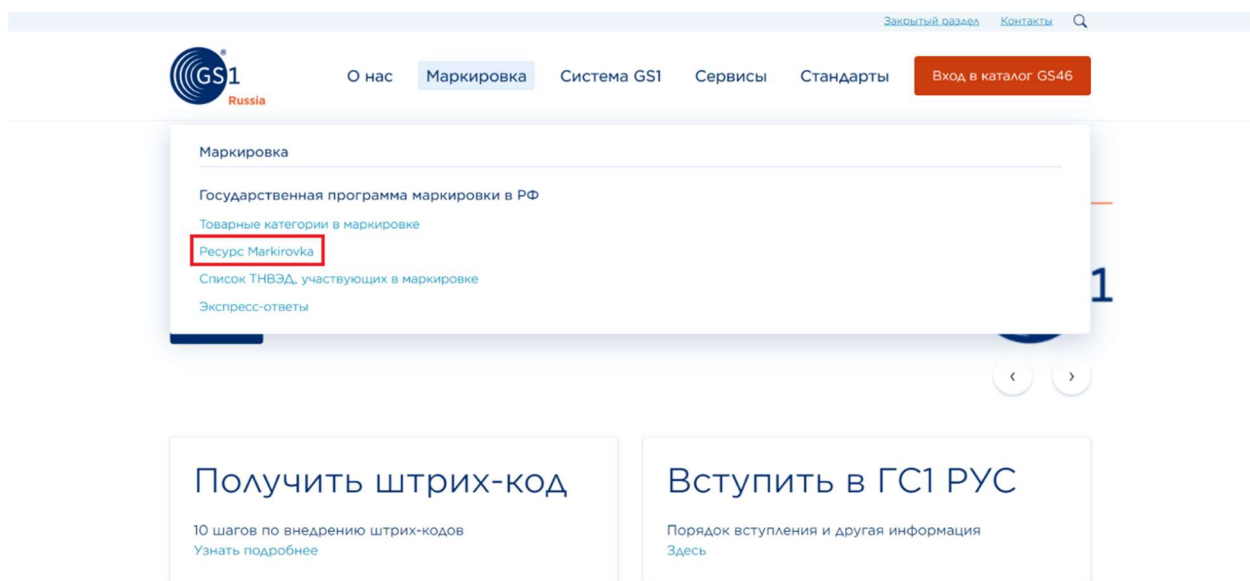 Закрытый раздел Контакты
GS1
Russia
О нас Маркировка Система GS1 Сервисы Стандарты Вход в каталог GS46
Маркировка
Государственная программа маркировки в РФ
Товарные категории в маркировке
Ресурс Markirovka
Список ТНВЭД, участвующих в маркировке
Экспресс-ответы
1
Получить штрих-код
10 шагов по внедрению штрих-кодов
Узнать подробнее
Вступить в ГС1 РУС
Порядок вступления и другая информация
Здесь